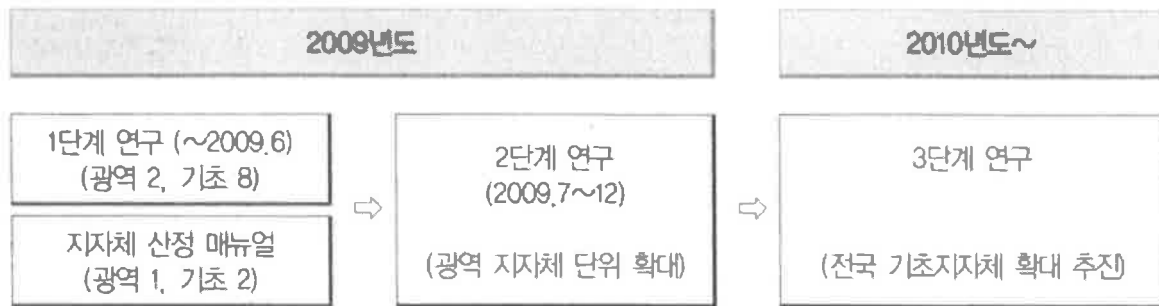 2009년도
2010년도~
1단계 연구 (~2009.6)
(광역 2, 기초 8)
지자체 산정 매뉴얼
(광역 1, 기초 2)
2단계 연구
(2009.7~12)
(광역 지자체 단위 확대)
3단계 연구
(전국 기초지자체 확대 추진)